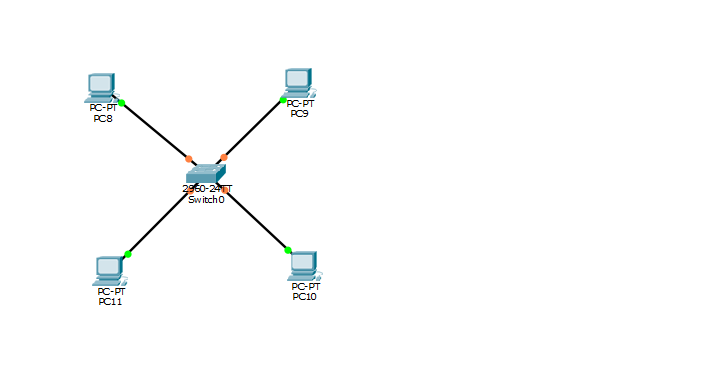 PC-PT
PC8
PC-PT
PC9
2960-24TT
Switch0
PC-PT
PC11
PC-PT
PC10